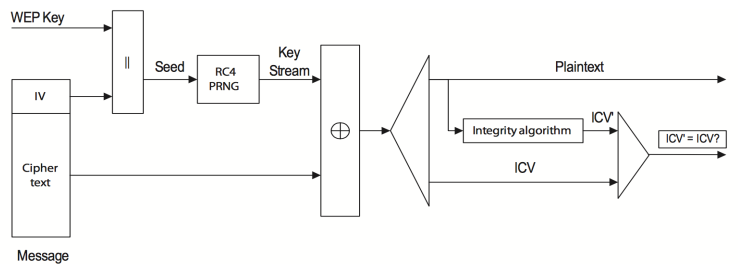 WEP Key
IV
Cipher
text
Message
||
Seed
RC4
PRNG
Key
Stream
Plaintext
Integrity algorithm
ICV'
ICV
ICV' = ICV?